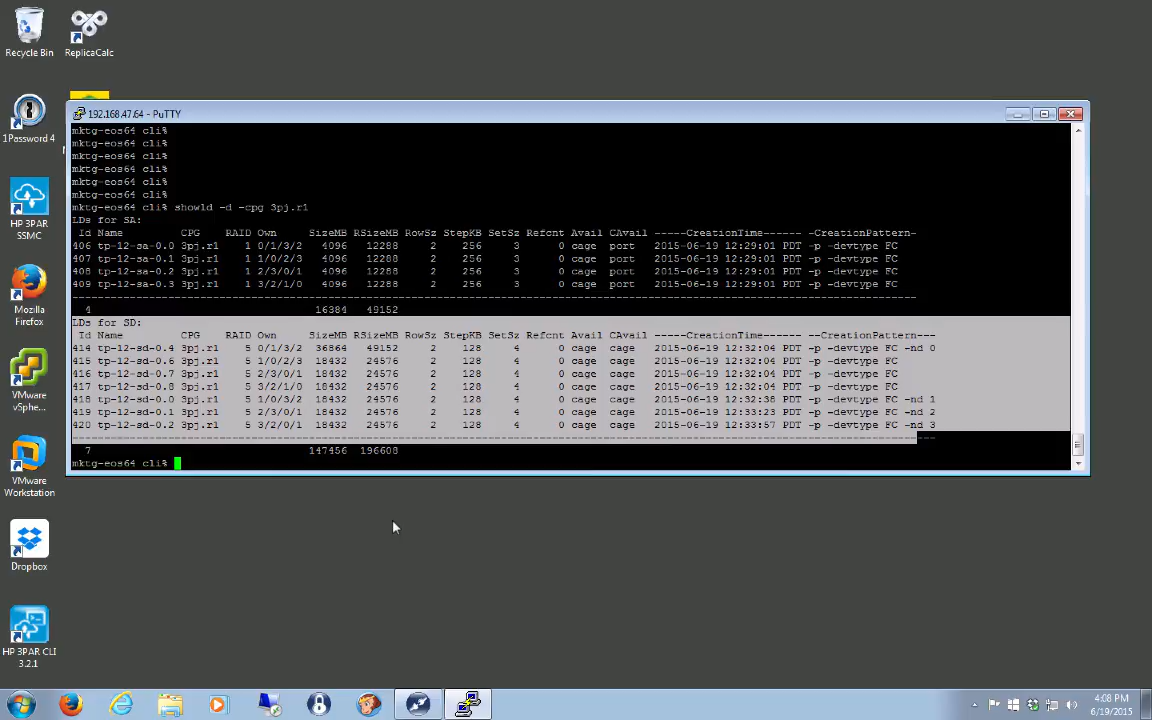 Recycle Bin
ReplicaCalc
1Password 4
HP 3PAR
SSMC
Mozilla
Firefox
VMware
vSphe...
VMware
Workstation
Dropbox
HP 3PAR CLI
3.2.1
192.168.47.64 - PuTTY
mktg-eos64 cli%
mktg-eos64 cli%
mktg-eos64 cli%
mktg-eos64 cli%
mktg-eos64 cli%
mktg-eos64 cli%
mktg-eos64 cli% showld -d -cpg 3pj.r1
LDs for SA:
Id Name CPG RAID Own SizeMB RSizeMB RowSz StepKB SetSz Refcnt Avail CAvail -----CreationTime------ -CreationPattern-
406 tp-12-sa-0.0 3pj.r1 1 0/1/3/2 4096 12288 2 256 3 0 cage port 2015-06-19 12:29:01 PDT -p -devtype FC
407 tp-12-sa-0.1 3pj.r1 1 1/0/2/3 4096 12288 2 256 3 0 cage port 2015-06-19 12:29:01 PDT -p -devtype FC
408 tp-12-sa-0.2 3pj.r1 1 2/3/0/1 4096 12288 2 256 3 0 cage port 2015-06-19 12:29:01 PDT -p -devtype FC
409 tp-12-sa-0.3 3pj.r1 1 3/2/1/0 4096 12288 2 256 3 0 cage port 2015-06-19 12:29:01 PDT -p -devtype FC
------------------------------------------------------------------------------------------------------------------------------------
4 16384 49152
LDs for SD:
Id Name CPG RAID Own SizeMB RSizeMB RowSz StepKB SetSz Refcnt Avail CAvail -----CreationTime------ --CreationPattern---
414 tp-12-sd-0.4 3pj.r1 5 0/1/3/2 36864 49152 2 128 4 0 cage cage 2015-06-19 12:32:04 PDT -p -devtype FC -nd 0
415 tp-12-sd-0.6 3pj.r1 5 1/0/2/3 18432 24576 2 128 4 0 cage cage 2015-06-19 12:32:04 PDT -p -devtype FC
416 tp-12-sd-0.7 3pj.r1 5 2/3/0/1 18432 24576 2 128 4 0 cage cage 2015-06-19 12:32:04 PDT -p -devtype FC
417 tp-12-sd-0.8 3pj.r1 5 3/2/1/0 18432 24576 2 128 4 0 cage cage 2015-06-19 12:32:04 PDT -p -devtype FC
418 tp-12-sd-0.0 3pj.r1 5 1/0/3/2 18432 24576 2 128 4 0 cage cage 2015-06-19 12:32:38 PDT -p -devtype FC -nd 1
419 tp-12-sd-0.1 3pj.r1 5 2/3/0/1 18432 24576 2 128 4 0 cage cage 2015-06-19 12:33:23 PDT -p -devtype FC -nd 2
420 tp-12-sd-0.2 3pj.r1 5 3/2/0/1 18432 24576 2 128 4 0 cage cage 2015-06-19 12:33:57 PDT -p -devtype FC -nd 3
---------------------------------------------------------------------------------------------------------------------------------------
7 147456 196608
mktg-eos64 cli%
4:08 PM
6/19/2015